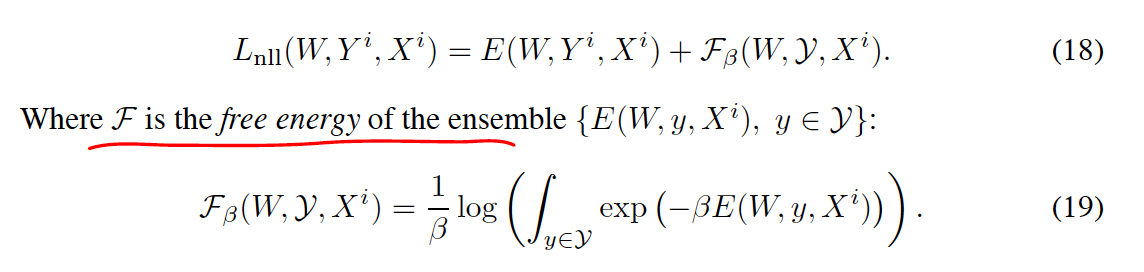 L_nll(W, Y^i, X^i) = E(W, Y^i, X^i) + ℱ_β(W, 𝒴, X^i). (18)
Where ℱ is the free energy of the ensemble {E(W, y, X^i), y ∈ 𝒴}:
ℱ_β(W, 𝒴, X^i) = 1/β log ( ∫_{y∈𝒴} exp (−βE(W, y, X^i)) ) . (19)